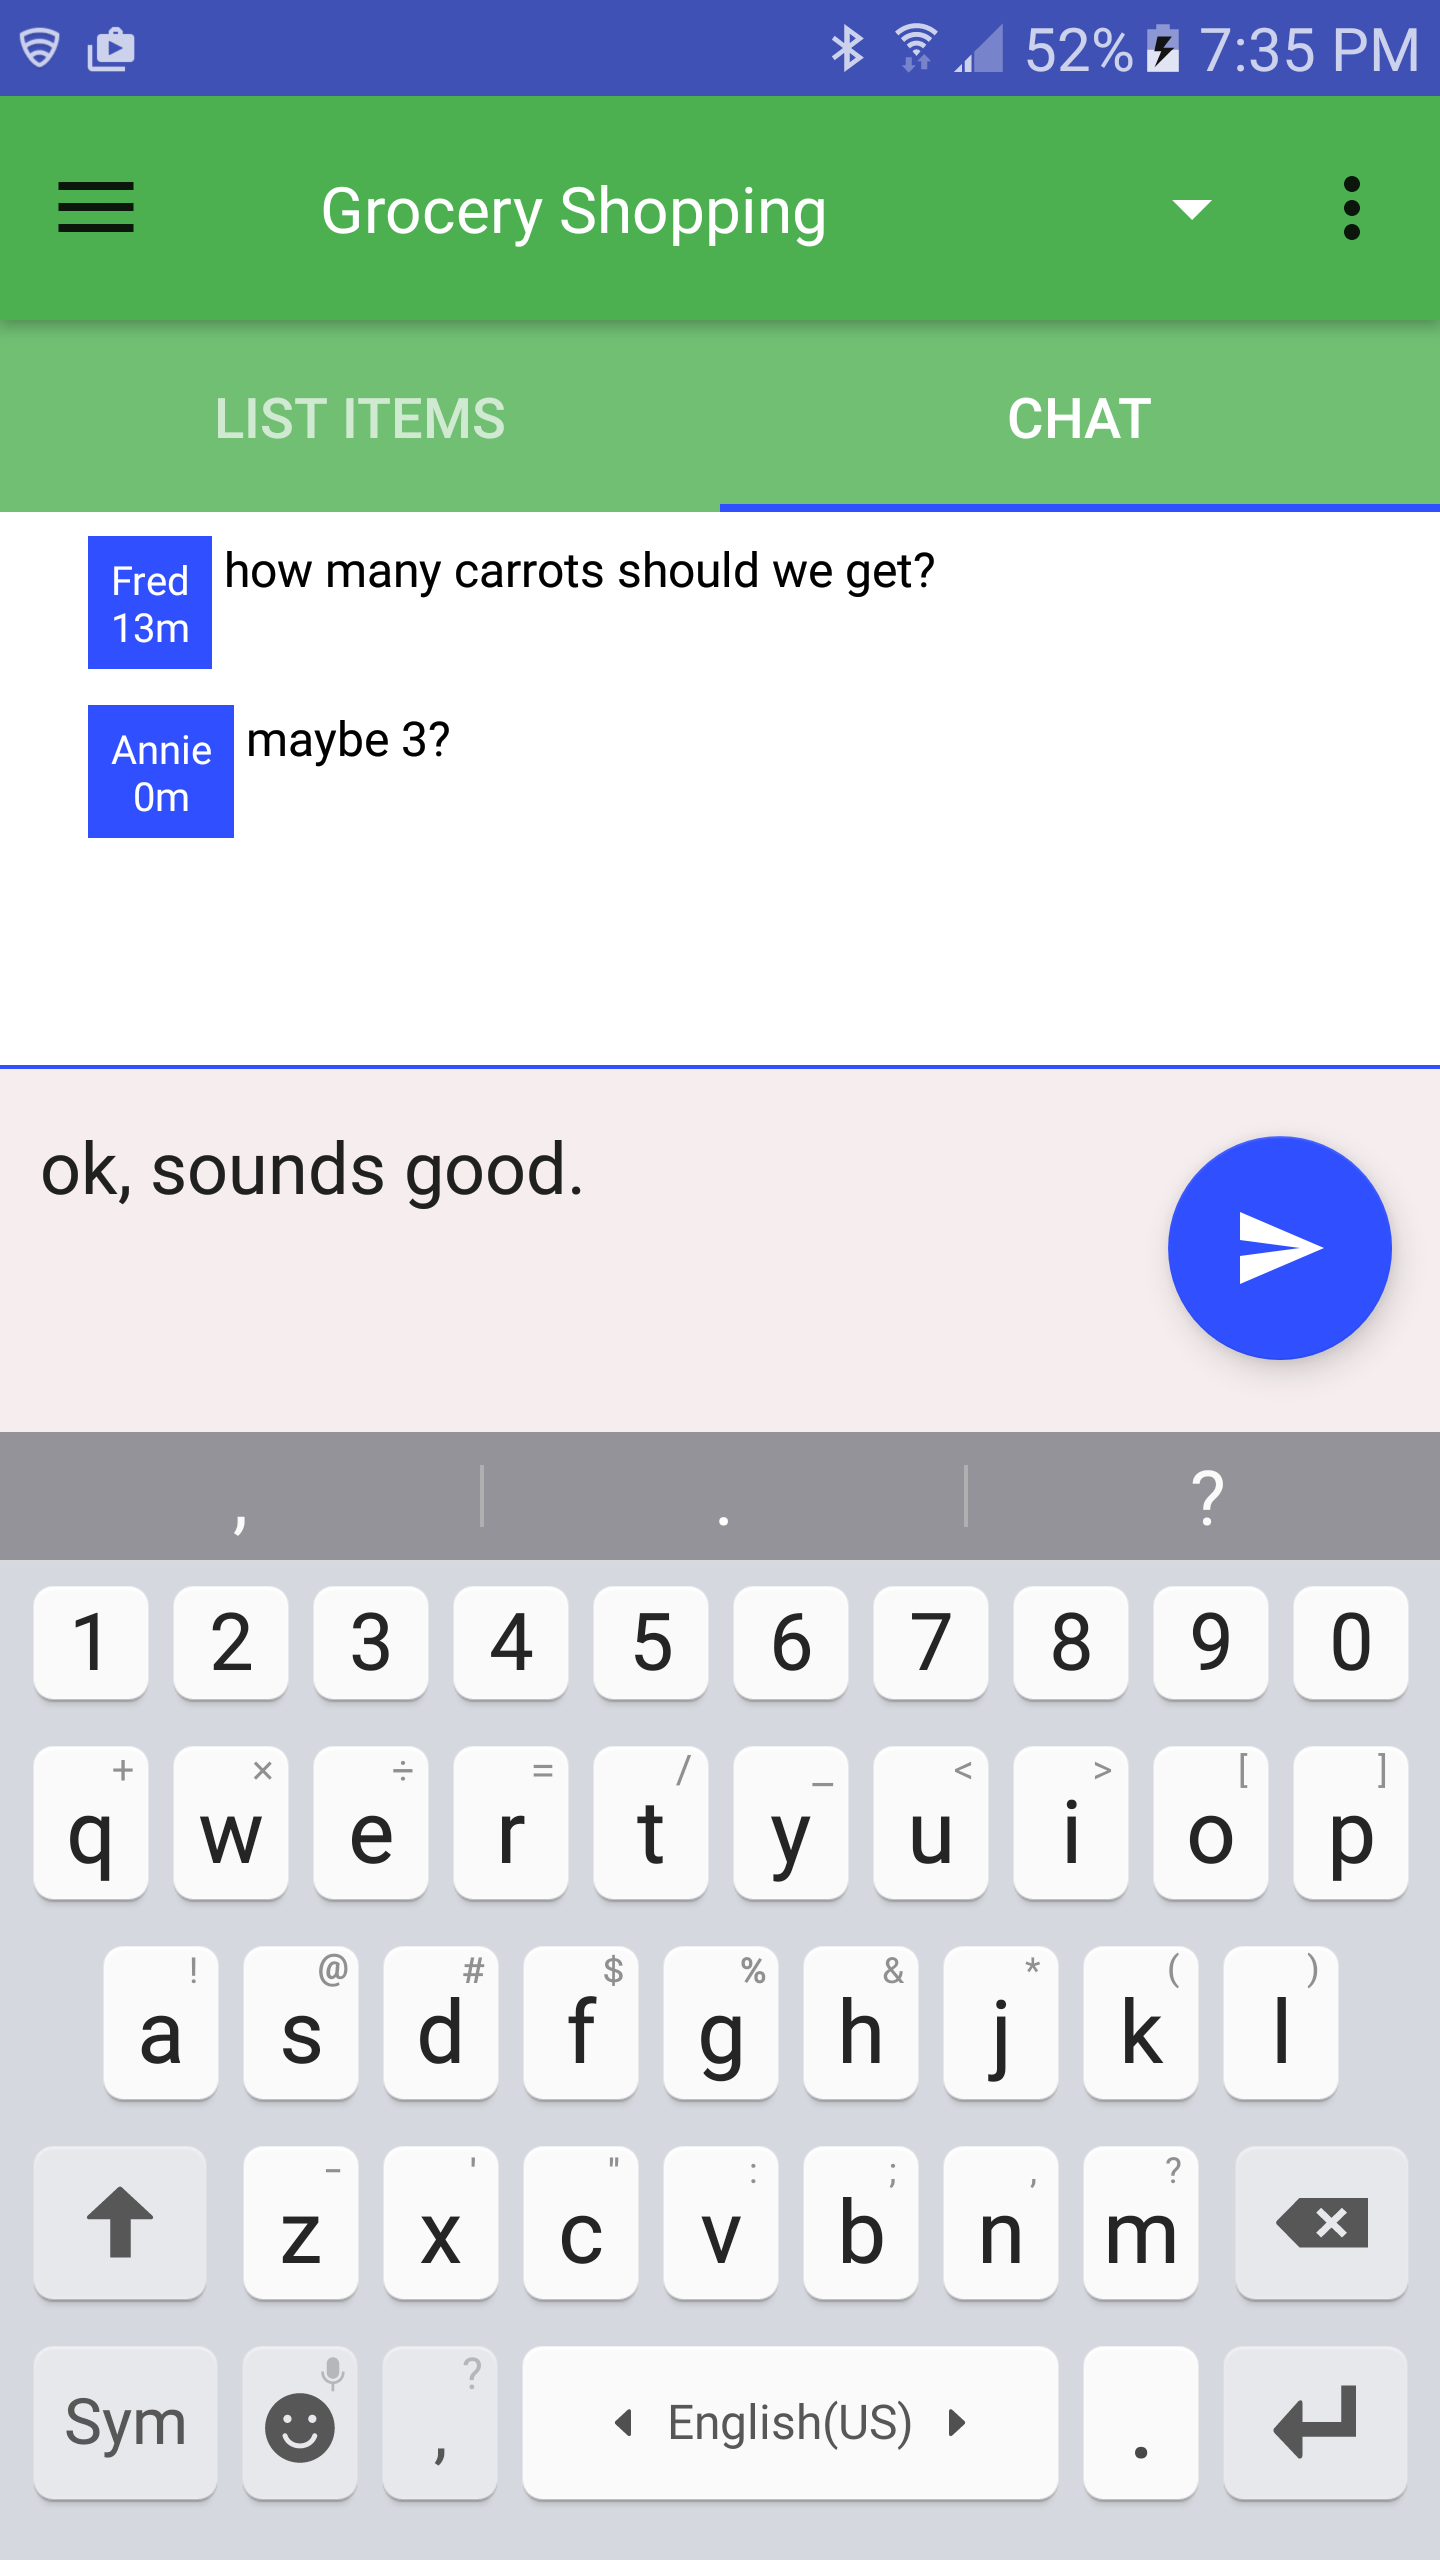 52% 7:35 PM
Grocery Shopping
LIST ITEMS CHAT
Fred how many carrots should we get?
13m
Annie maybe 3?
0m
ok, sounds good.
, . ?
1 2 3 4 5 6 7 8 9 0
+ × ÷ = / _ < > [ ]
q w e r t y u i o p
! @ # $ % & * ( )
a s d f g h j k l
- ' " : ; , ?
z x c v b n m
?
Sym , English(US) .